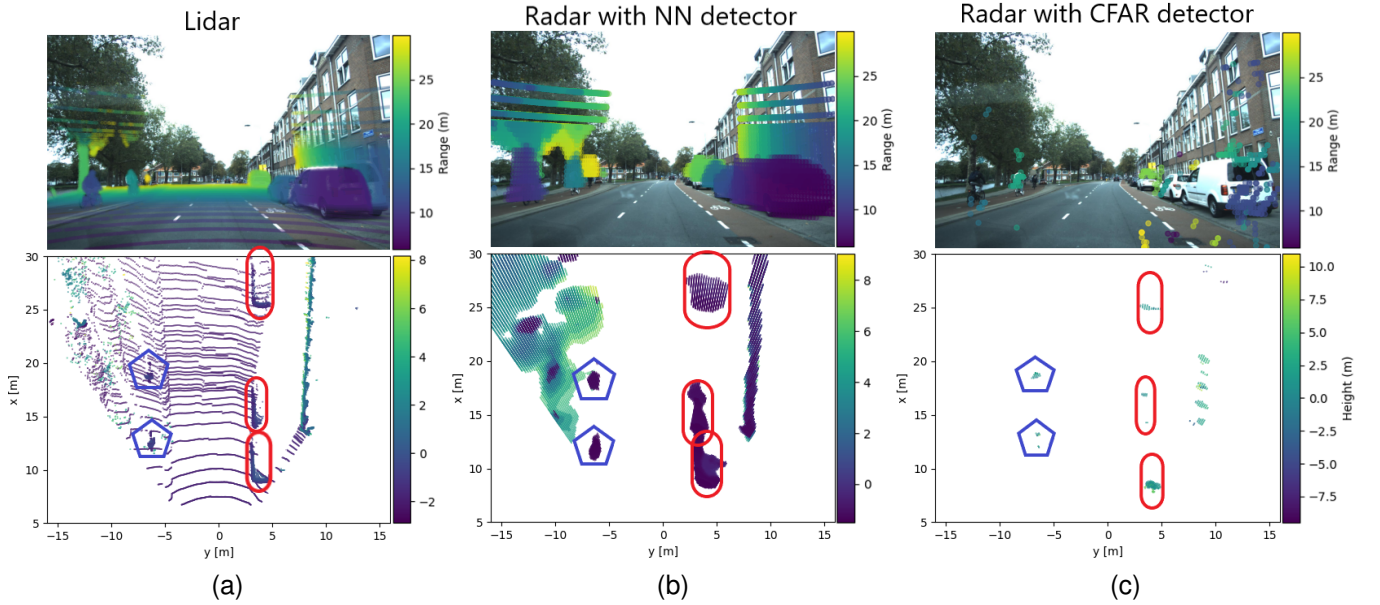 Lidar
Radar with NN detector
Radar with CFAR detector
25
20
15
10
Range (m)
25
20
15
10
Range (m)
25
20
15
10
Range (m)
30
25
20
15
10
5
x [m]
−15 −10 −5 0 5 10 15
y [m]
8
6
4
2
0
−2
30
25
20
15
10
5
x [m]
−15 −10 −5 0 5 10 15
y [m]
8
6
4
2
0
30
25
20
15
10
5
x [m]
−15 −10 −5 0 5 10 15
y [m]
10.0
7.5
5.0
2.5
0.0
−2.5
−5.0
−7.5
Height (m)
(a)
(b)
(c)